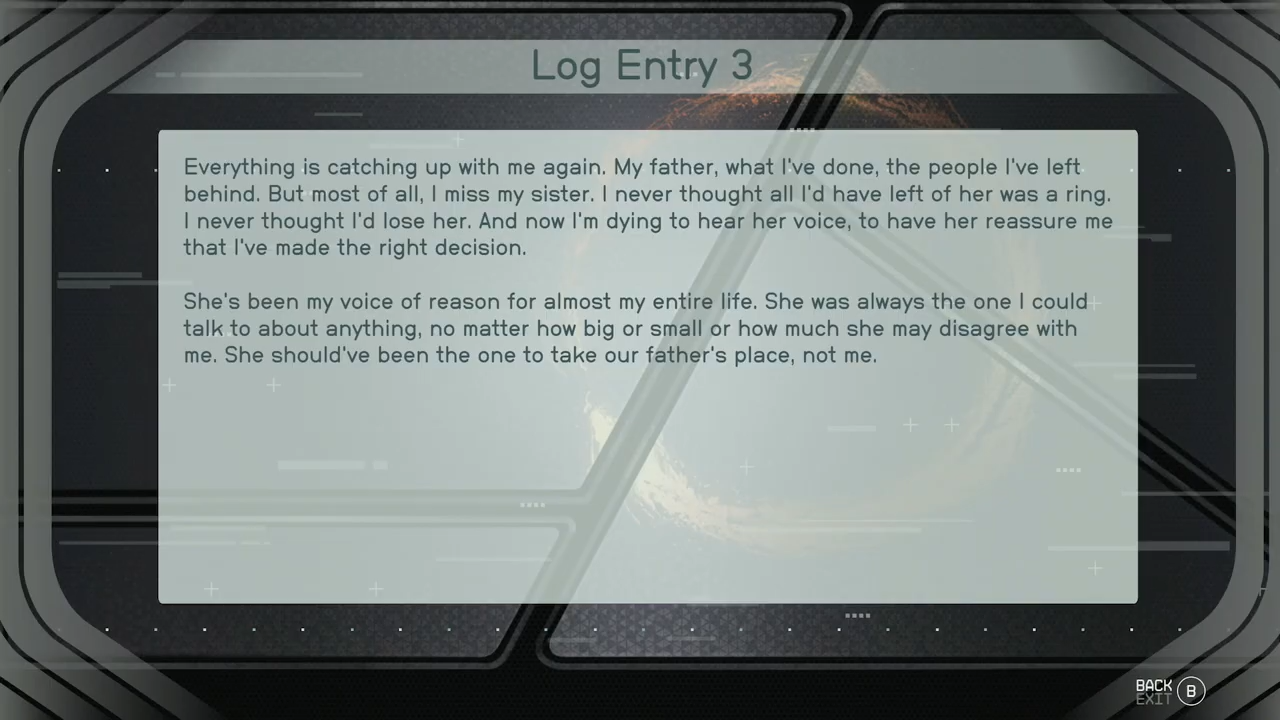 Log Entry 3
Everything is catching up with me again. My father, what I've done, the people I've left
behind. But most of all, I miss my sister. I never thought all I'd have left of her was a ring.
I never thought I'd lose her. And now I'm dying to hear her voice, to have her reassure me
that I've made the right decision.
She's been my voice of reason for almost my entire life. She was always the one I could
talk to about anything, no matter how big or small or how much she may disagree with
me. She should've been the one to take our father's place, not me.
BACK
EXIT B